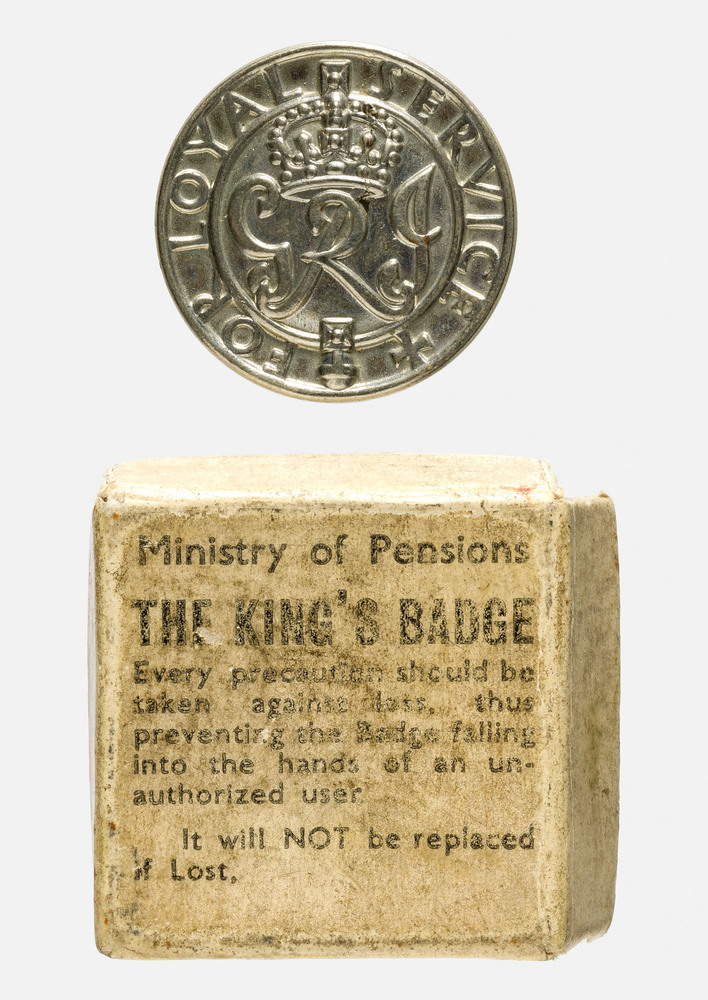 FOR LOYAL SERVICE
GRI
Ministry of Pensions
THE KING'S BADGE
Every precaution should be
taken against loss, thus
preventing the Badge falling
into the hands of an un-
authorized user.
It will NOT be replaced
if Lost.